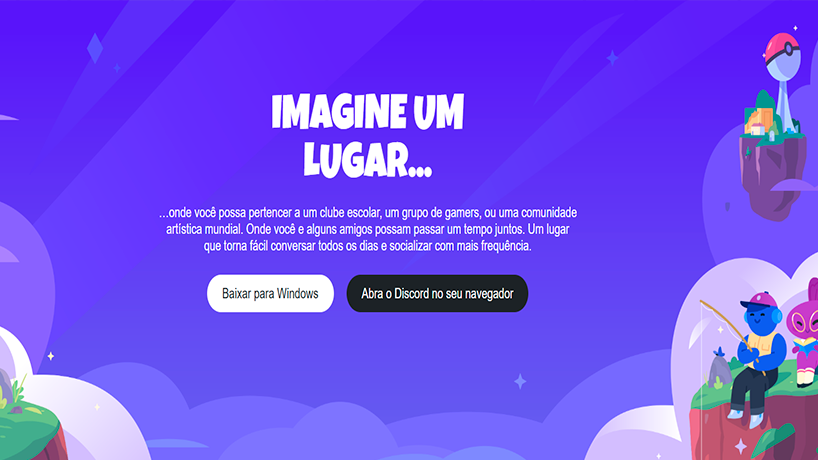 IMAGINE UM
LUGAR...
...onde você possa pertencer a um clube escolar, um grupo de gamers, ou uma comunidade
artística mundial. Onde você e alguns amigos possam passar um tempo juntos. Um lugar
que torna fácil conversar todos os dias e socializar com mais frequência.
Baixar para Windows
Abra o Discord no seu navegador